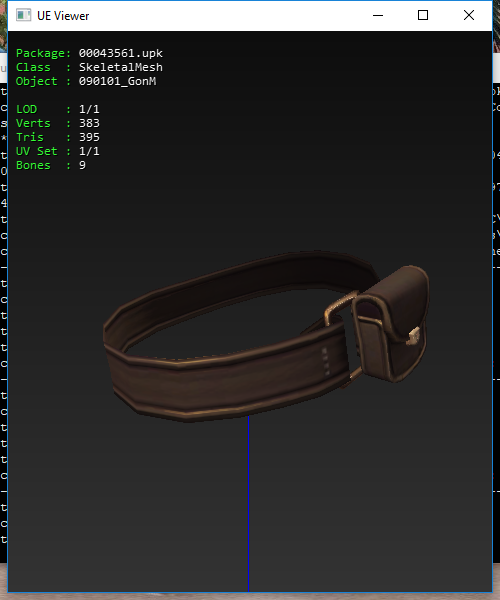 UE Viewer
Package: 00043561.upk
Class  : SkeletalMesh
Object : 090101_GonM
LOD    : 1/1
Verts  : 383
Tris   : 395
UV Set : 1/1
Bones  : 9